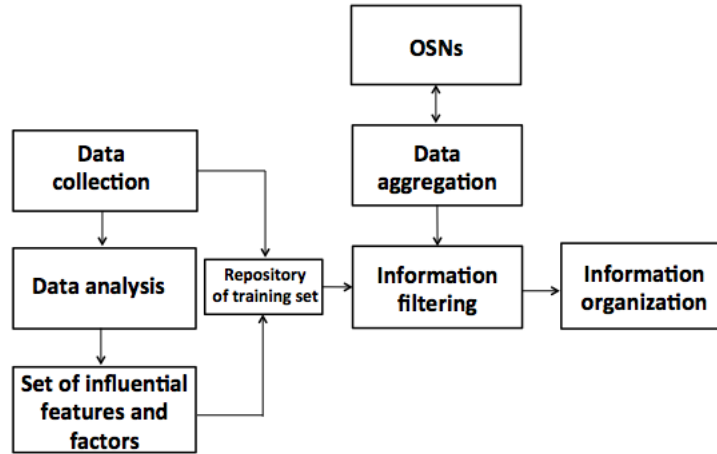 OSNs
Data
collection
Data
aggregation
Data analysis
Repository
of training set
Information
filtering
Information
organization
Set of influential
features and
factors